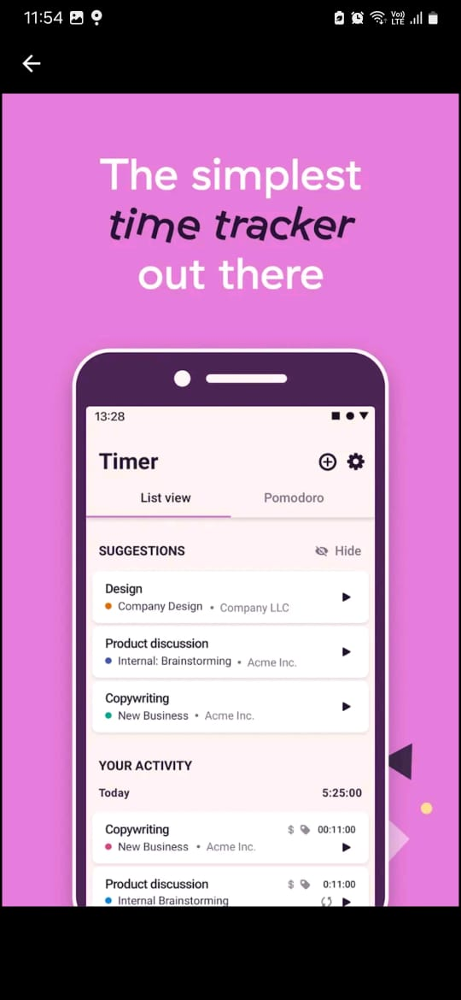 11:54
Vo)
LTE
The simplest
time tracker
out there
13:28
Timer
List view Pomodoro
SUGGESTIONS Hide
Design
Company Design • Company LLC
Product discussion
Internal: Brainstorming • Acme Inc.
Copywriting
New Business • Acme Inc.
YOUR ACTIVITY
Today 5:25:00
Copywriting $ 00:11:00
New Business • Acme Inc.
Product discussion $ 0:11:00
Internal Brainstorming